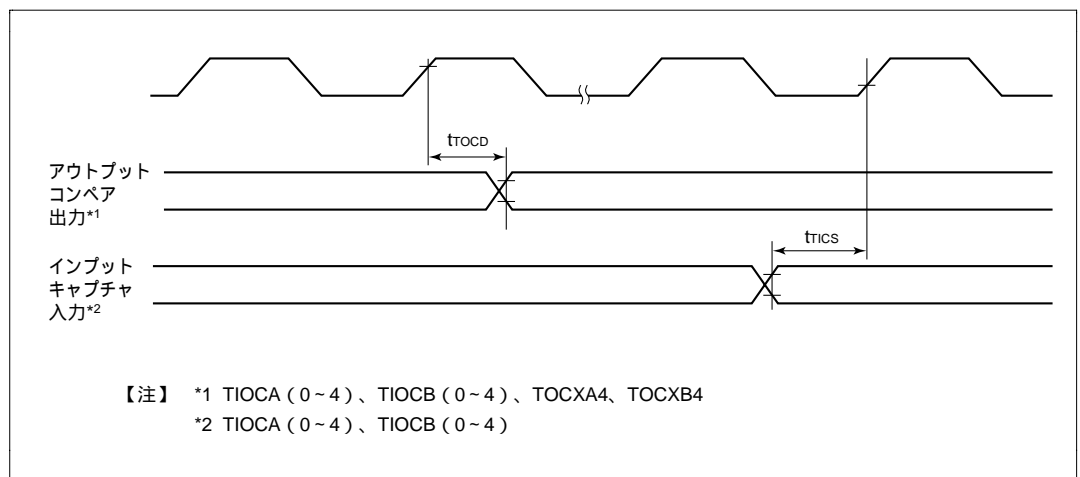 tTOCD
アウトプット
コンペア
出力*1
tTICS
インプット
キャプチャ
入力*2
【注】 *1 TIOCA（0~4）、TIOCB（0~4）、TOCXA4、TOCXB4
*2 TIOCA（0~4）、TIOCB（0~4）